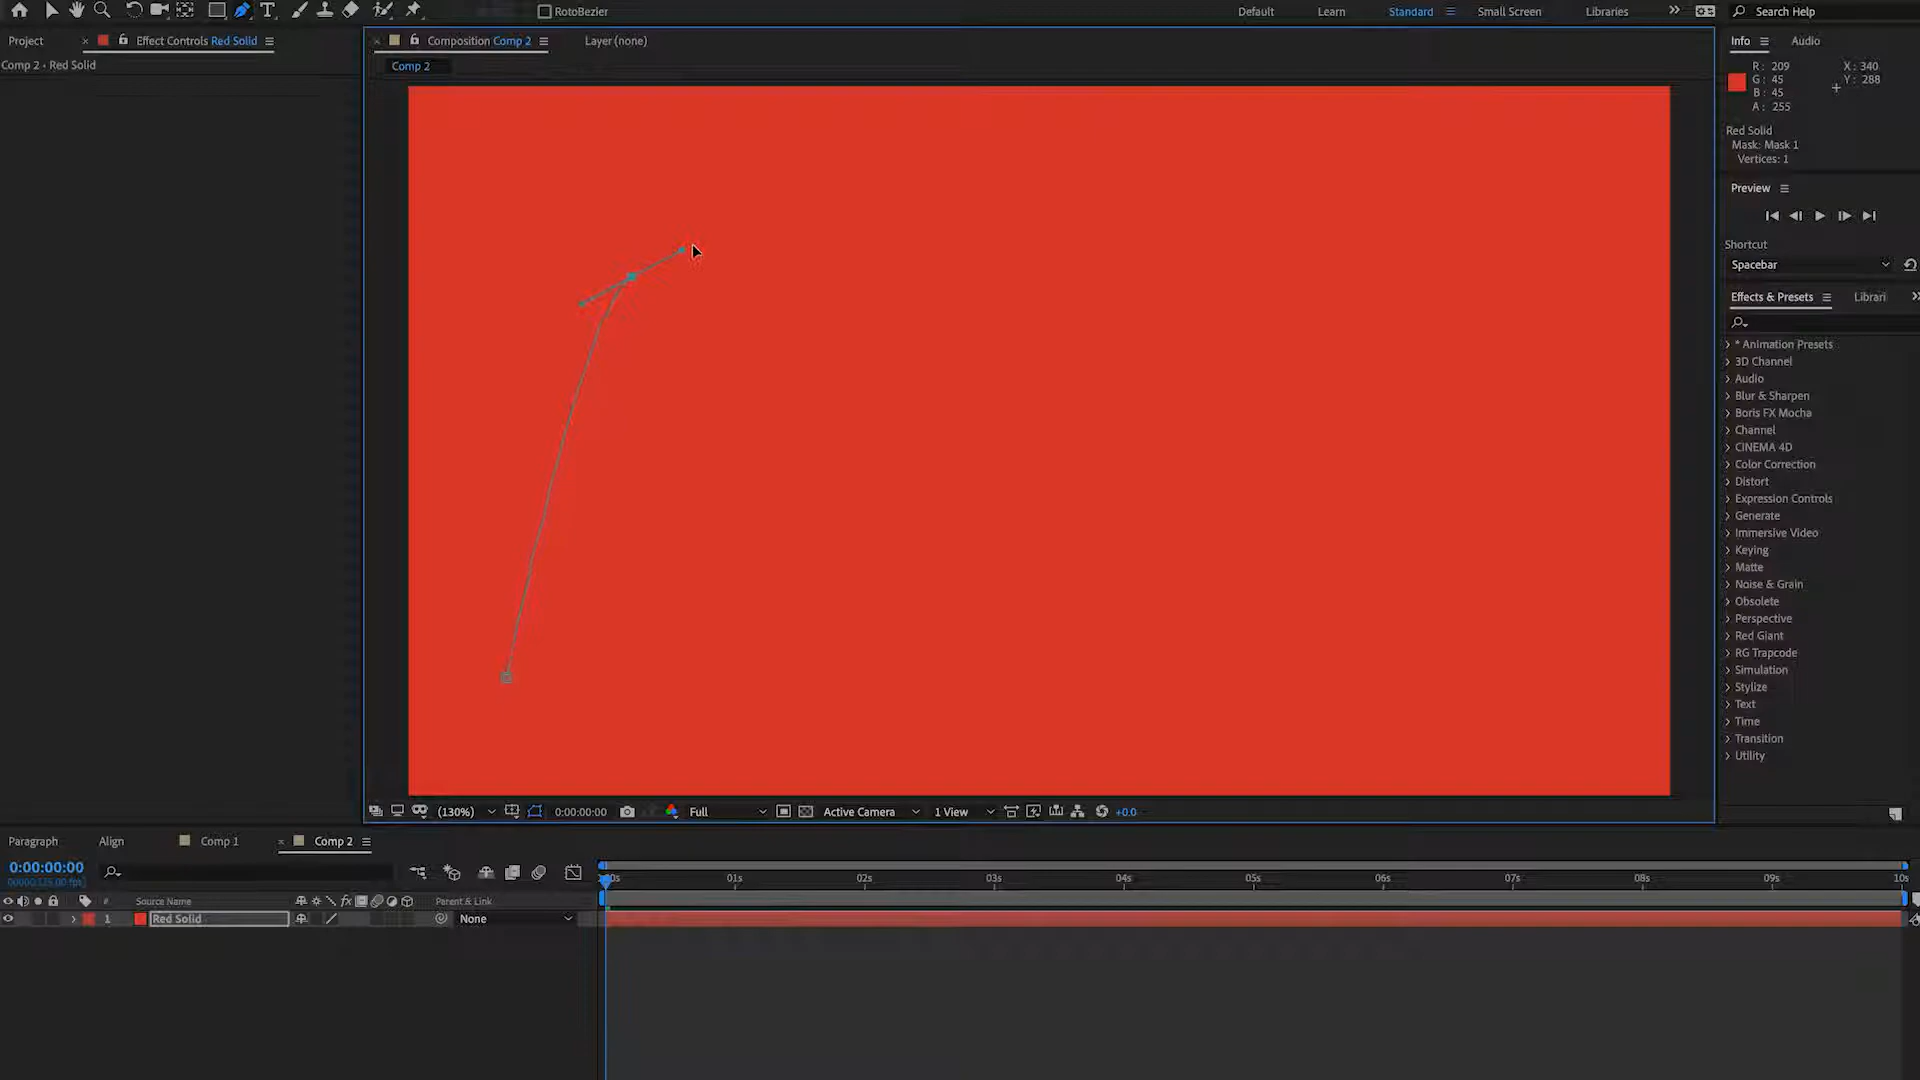 RotoBezier
Default
Learn
Standard
Small Screen
Libraries
Search Help
Project
Effect Controls Red Solid
Composition Comp 2
Layer (none)
Info
Audio
Comp 2 • Red Solid
Comp 2
R: 209
G: 45
B: 45
A: 255
X: 340
Y: 288
Red Solid
Mask: Mask 1
Vertices: 1
Preview
Shortcut
Spacebar
Effects & Presets
Librari
* Animation Presets
3D Channel
Audio
Blur & Sharpen
Boris FX Mocha
Channel
CINEMA 4D
Color Correction
Distort
Expression Controls
Generate
Immersive Video
Keying
Matte
Noise & Grain
Obsolete
Perspective
Red Giant
RG Trapcode
Simulation
Stylize
Text
Time
Transition
Utility
(130%)
0:00:00:00
Full
Active Camera
1 View
+0.0
Paragraph
Align
Comp 1
Comp 2
0:00:00:00
# Source Name
fx
Parent & Link
1 Red Solid
None
01s 02s 03s 04s 05s 06s 07s 08s 09s 10s